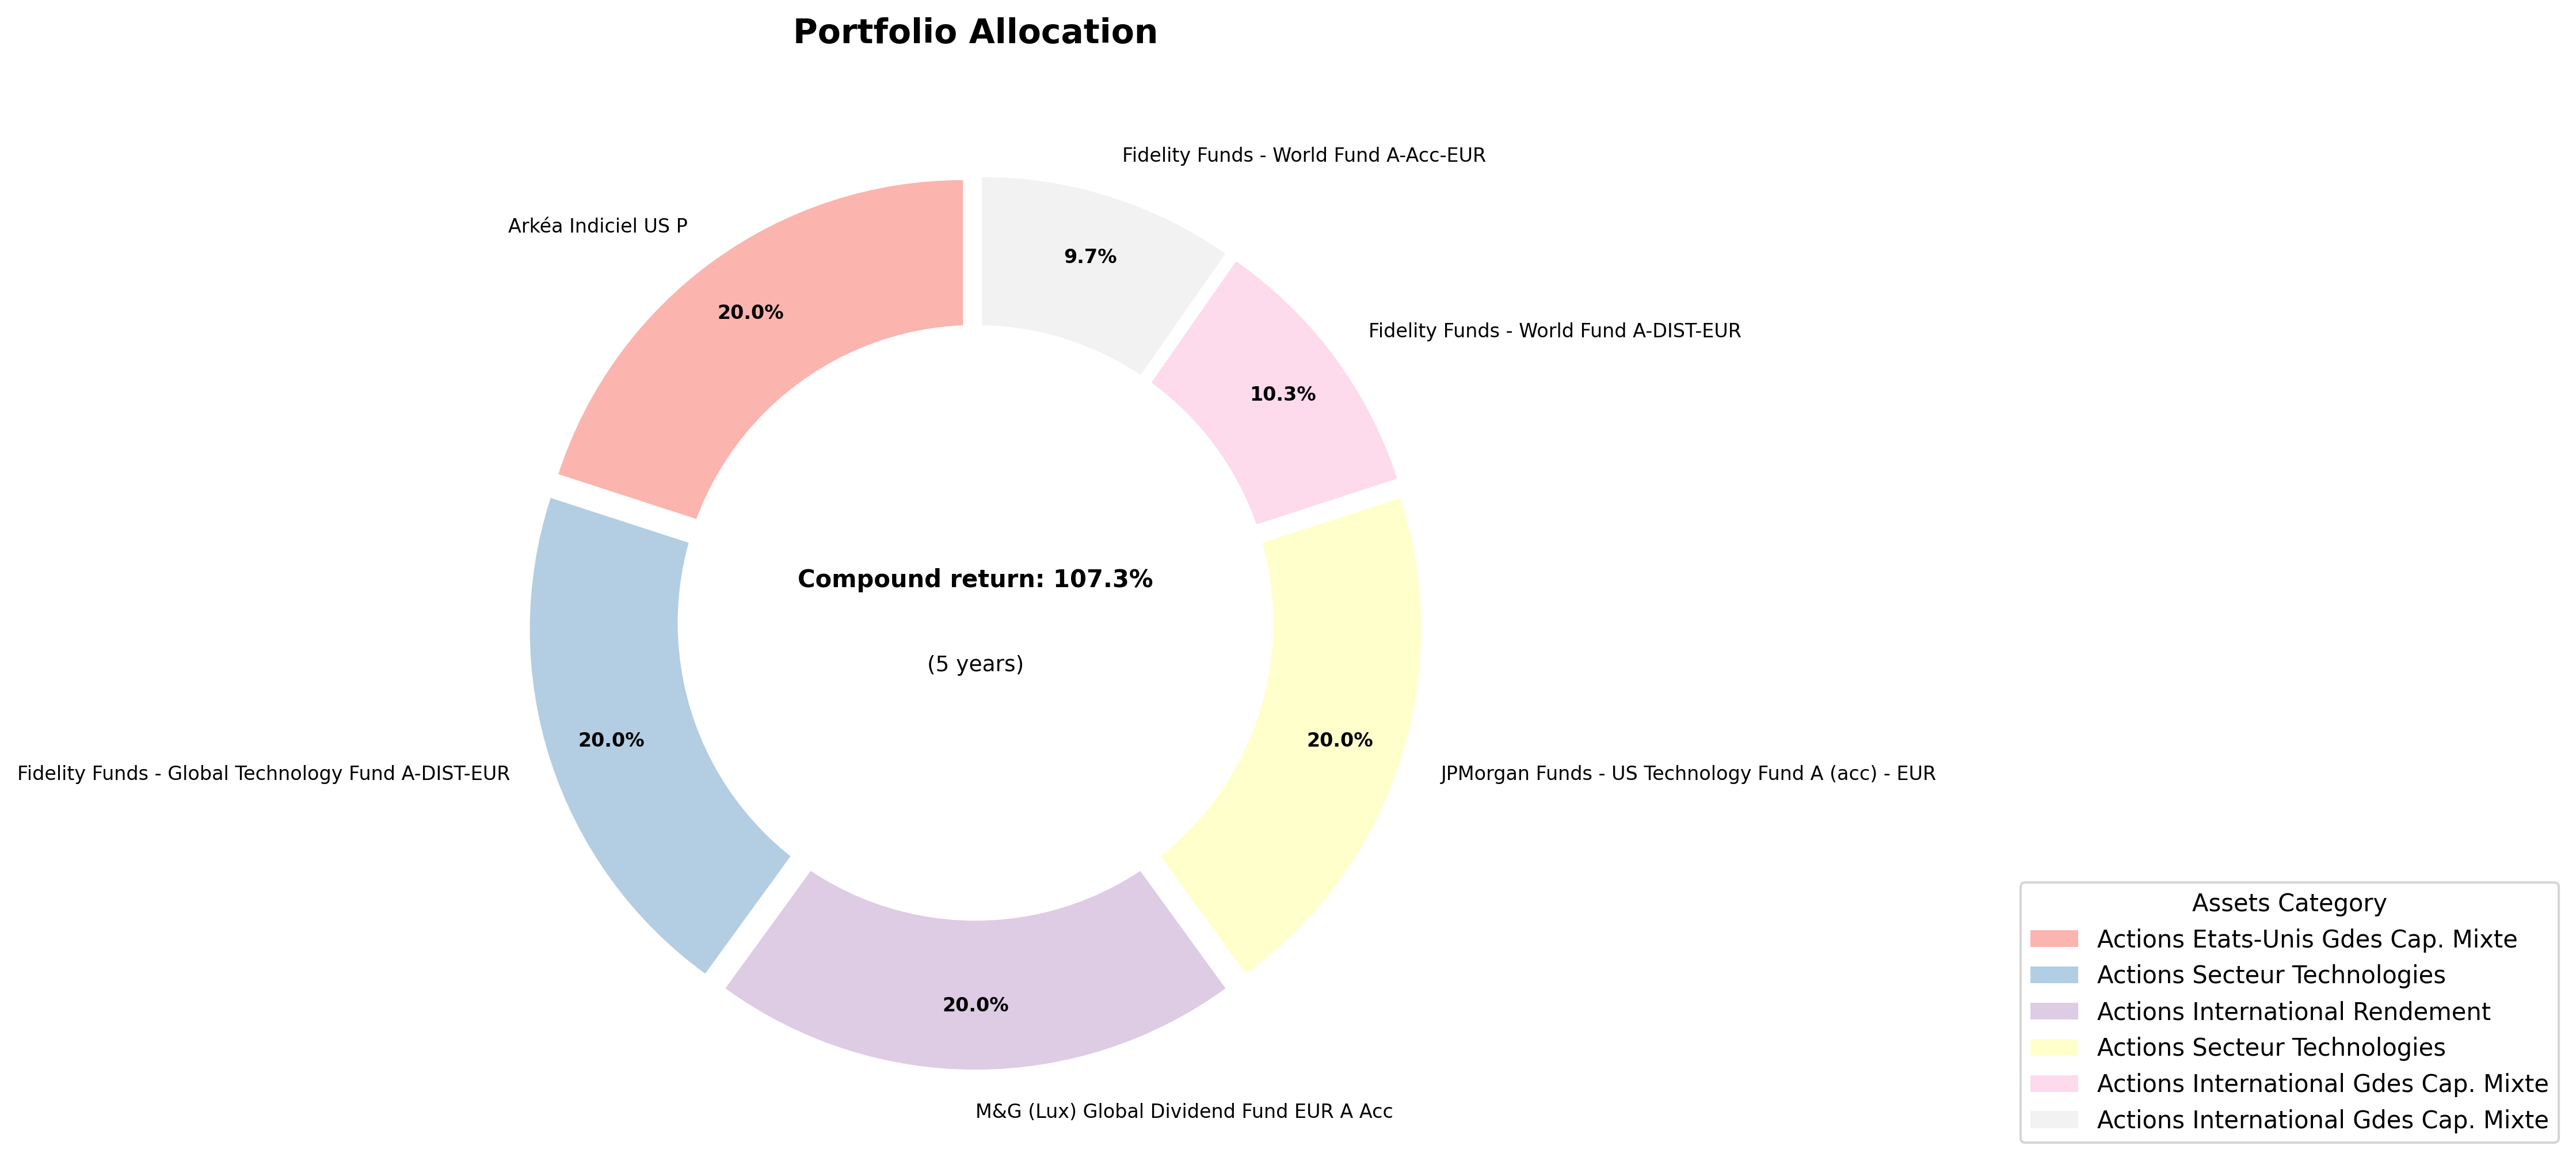 Portfolio Allocation
Fidelity Funds - World Fund A-Acc-EUR
Arkéa Indiciel US P
9.7%
20.0%
Fidelity Funds - World Fund A-DIST-EUR
10.3%
Compound return: 107.3%
(5 years)
20.0%
20.0%
Fidelity Funds - Global Technology Fund A-DIST-EUR
JPMorgan Funds - US Technology Fund A (acc) - EUR
20.0%
M&G (Lux) Global Dividend Fund EUR A Acc
Assets Category
Actions Etats-Unis Gdes Cap. Mixte
Actions Secteur Technologies
Actions International Rendement
Actions Secteur Technologies
Actions International Gdes Cap. Mixte
Actions International Gdes Cap. Mixte